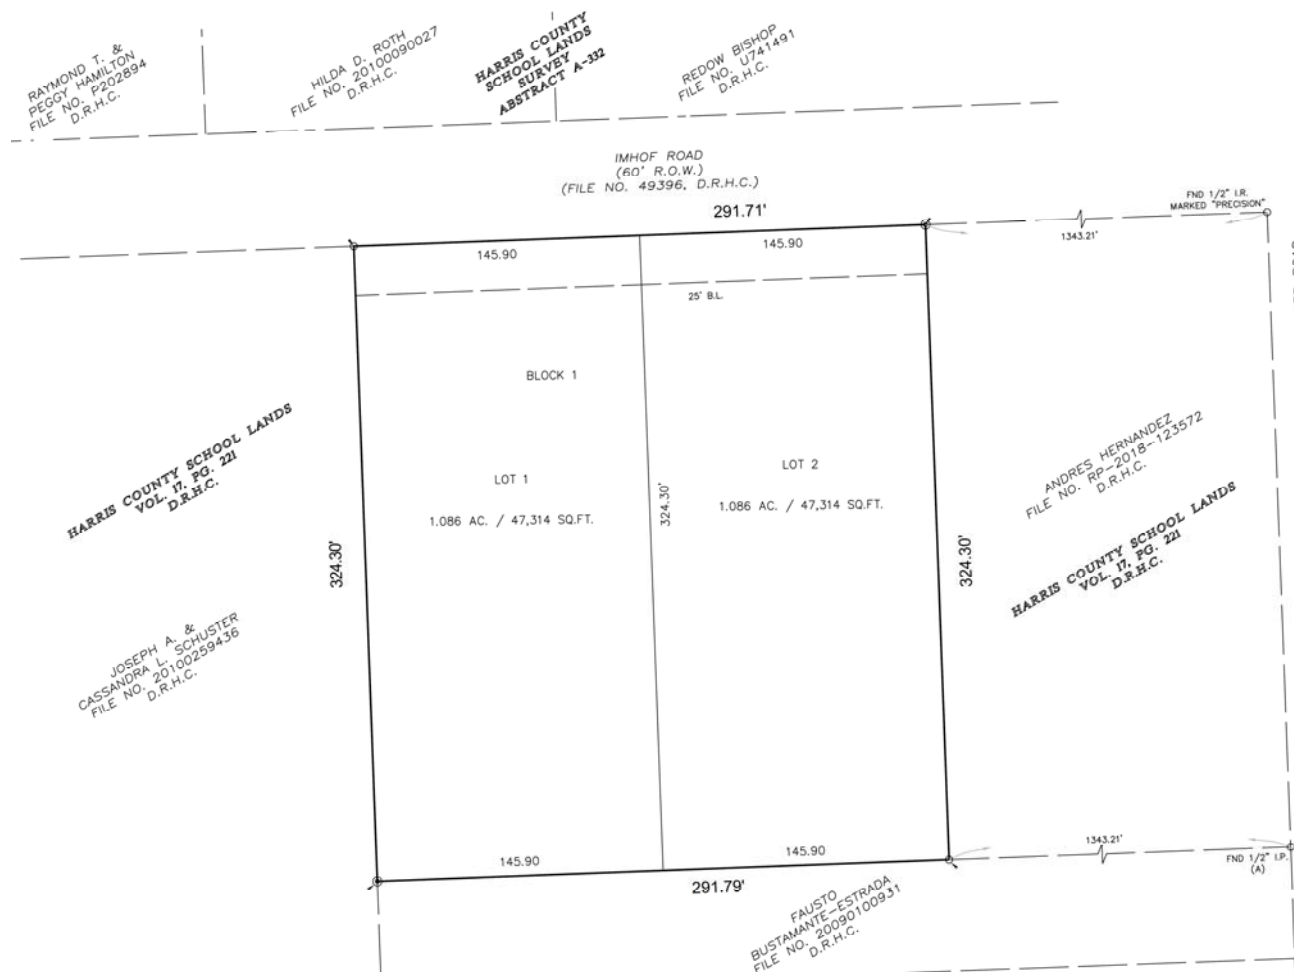 RAYMOND T. &
PEGGY HAMILTON
FILE NO. P202894
D.R.H.C.
HILDA D. ROTH
FILE NO. 20100090027
D.R.H.C.
HARRIS COUNTY
SCHOOL LANDS
SURVEY
ABSTRACT A-332
REDOW BISHOP
FILE NO. U741491
D.R.H.C.
IMHOF ROAD
(60' R.O.W.)
(FILE NO. 49396, D.R.H.C.)
FND 1/2" I.R.
MARKED "PRECISION"
291.71'
1343.21'
145.90
145.90
25' B.L.
BLOCK 1
HARRIS COUNTY SCHOOL LANDS
VOL. 17, PG. 221
D.R.H.C.
LOT 1
1.086 AC. / 47,314 SQ.FT.
LOT 2
1.086 AC. / 47,314 SQ.FT.
ANDRES HERNANDEZ
FILE NO. RP-2018-123572
D.R.H.C.
HARRIS COUNTY SCHOOL LANDS
VOL. 17, PG. 221
D.R.H.C.
324.30'
324.30'
324.30'
JOSEPH A. &
CASSANDRA L. SCHUSTER
FILE NO. 20100259436
D.R.H.C.
145.90
145.90
1343.21'
FND 1/2" I.P.
(A)
291.79'
FAUSTO
BUSTAMANTE-ESTRADA
FILE NO. 20090100931
D.R.H.C.